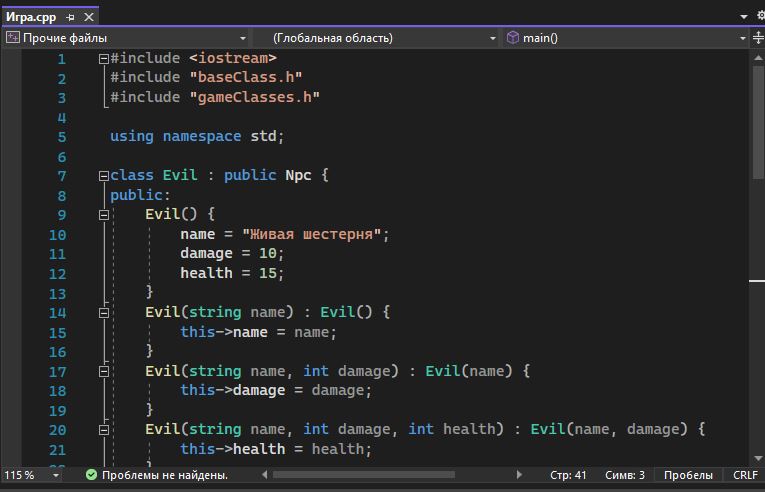 Игра.cpp
Прочие файлы (Глобальная область) main()
1 #include <iostream>
2 #include "baseClass.h"
3 #include "gameClasses.h"
4
5 using namespace std;
6
7 class Evil : public Npc {
8 public:
9 Evil() {
10 name = "Живая шестерня";
11 damage = 10;
12 health = 15;
13 }
14 Evil(string name) : Evil() {
15 this->name = name;
16 }
17 Evil(string name, int damage) : Evil(name) {
18 this->damage = damage;
19 }
20 Evil(string name, int damage, int health) : Evil(name, damage) {
21 this->health = health;
115 % Проблемы не найдены. Стр: 41 Симв: 3 Пробелы CRLF